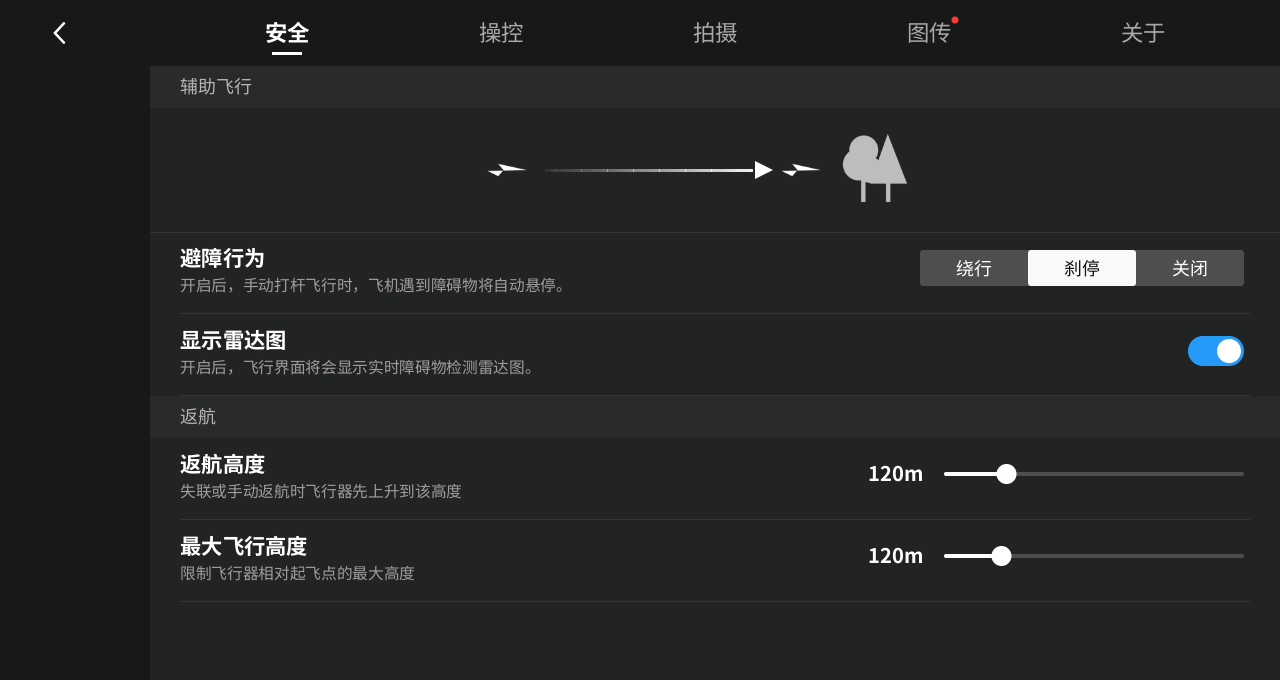 安全
操控
拍摄
图传
关于
辅助飞行
避障行为
开启后，手动打杆飞行时，飞机遇到障碍物将自动悬停。
绕行
刹停
关闭
显示雷达图
开启后，飞行界面将会显示实时障碍物检测雷达图。
返航
返航高度
失联或手动返航时飞行器先上升到该高度
120m
最大飞行高度
限制飞行器相对起飞点的最大高度
120m